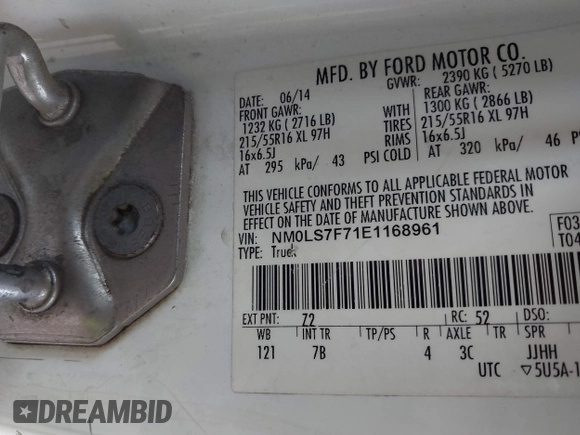 MFD. BY FORD MOTOR CO.
DATE: 06/14 GVWR: 2390 KG ( 5270 LB)
FRONT GAWR: REAR GAWR:
1232 KG ( 2716 LB) WITH 1300 KG ( 2866 LB)
215/55R16 XL 97H TIRES 215/55R16 XL 97H
16x6.5J RIMS 16x6.5J
AT 295 kPa/ 43 PSI COLD AT 320 kPa/ 46
THIS VEHICLE CONFORMS TO ALL APPLICABLE FEDERAL MOTOR
VEHICLE SAFETY AND THEFT PREVENTION STANDARDS IN
EFFECT ON THE DATE OF MANUFACTURE SHOWN ABOVE.
VIN: NM0LS7F71E1168961
TYPE: Truck
F03
T04
EXT PNT: Z2 RC: 52 DSO:
WB INT TR TP/PS R AXLE TR SPR
121 7B 4 3C JJHH
UTC ▽5U5A-1
DREAMBID